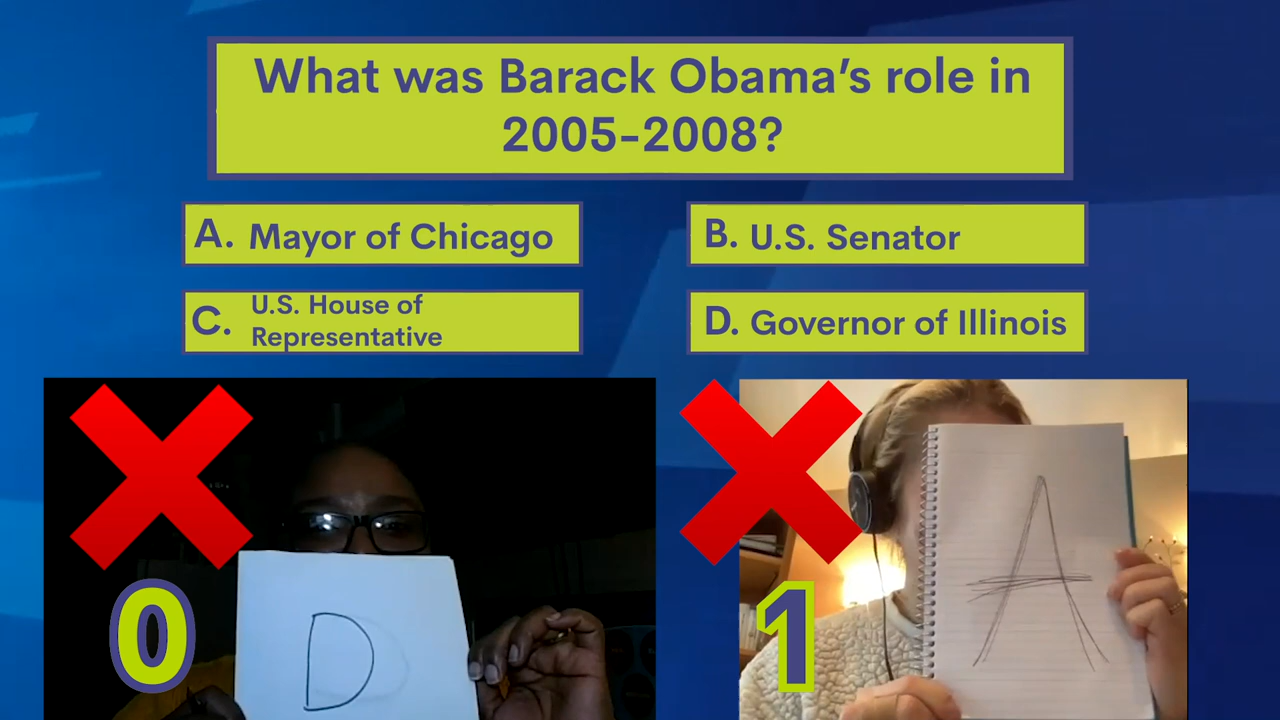 What was Barack Obama's role in
2005-2008?
A. Mayor of Chicago
B. U.S. Senator
C. U.S. House of
Representative
D. Governor of Illinois
0
D
1
A